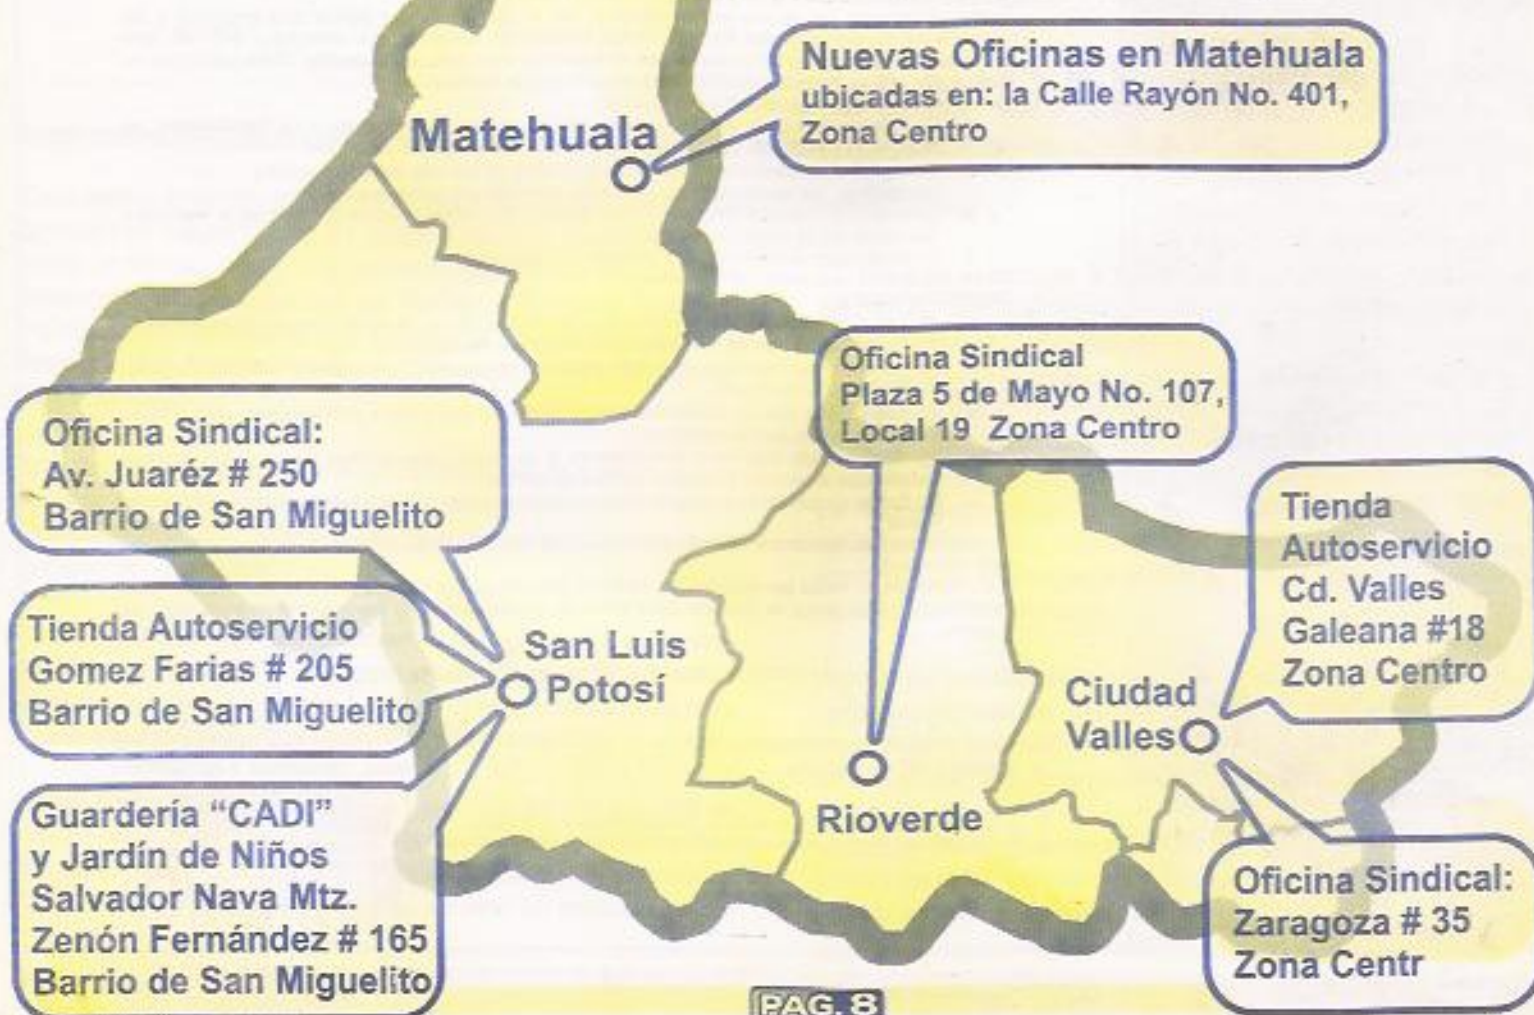 Nuevas Oficinas en Matehuala
ubicadas en: la Calle Rayón No. 401,
Zona Centro
Matehuala
Oficina Sindical
Plaza 5 de Mayo No. 107,
Local 19 Zona Centro
Oficina Sindical:
Av. Juaréz # 250
Barrio de San Miguelito
Tienda
Autoservicio
Cd. Valles
Galeana #18
Zona Centro
Tienda Autoservicio
Gomez Farias # 205
Barrio de San Miguelito
San Luis
Potosí
Ciudad
Valles
Rioverde
Guardería “CADI”
y Jardín de Niños
Salvador Nava Mtz.
Zenón Fernández # 165
Barrio de San Miguelito
Oficina Sindical:
Zaragoza # 35
Zona Centr
PAG. 8